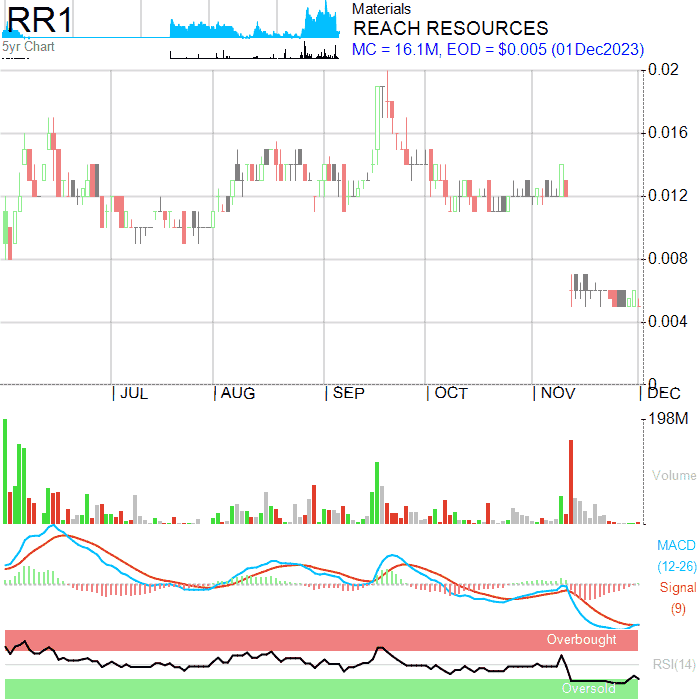 RR1
5yr Chart
Materials
REACH RESOURCES
MC = 16.1M, EOD = $0.005 (01Dec2023)
0.02
0.016
0.012
0.008
0.004
0
JUL AUG SEP OCT NOV DEC
198M
Volume
MACD
(12-26)
Signal
(9)
Overbought
RSI(14)
Oversold